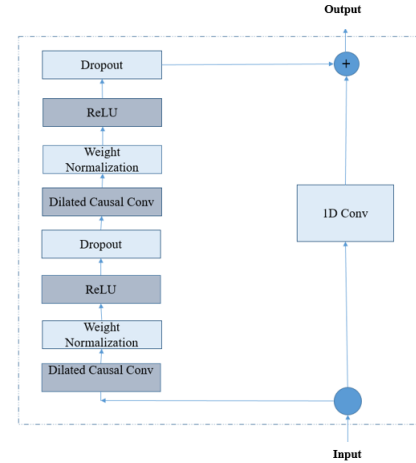 Output
Dropout
+
ReLU
Weight
Normalization
Dilated Causal Conv
1D Conv
Dropout
ReLU
Weight
Normalization
Dilated Causal Conv
Input